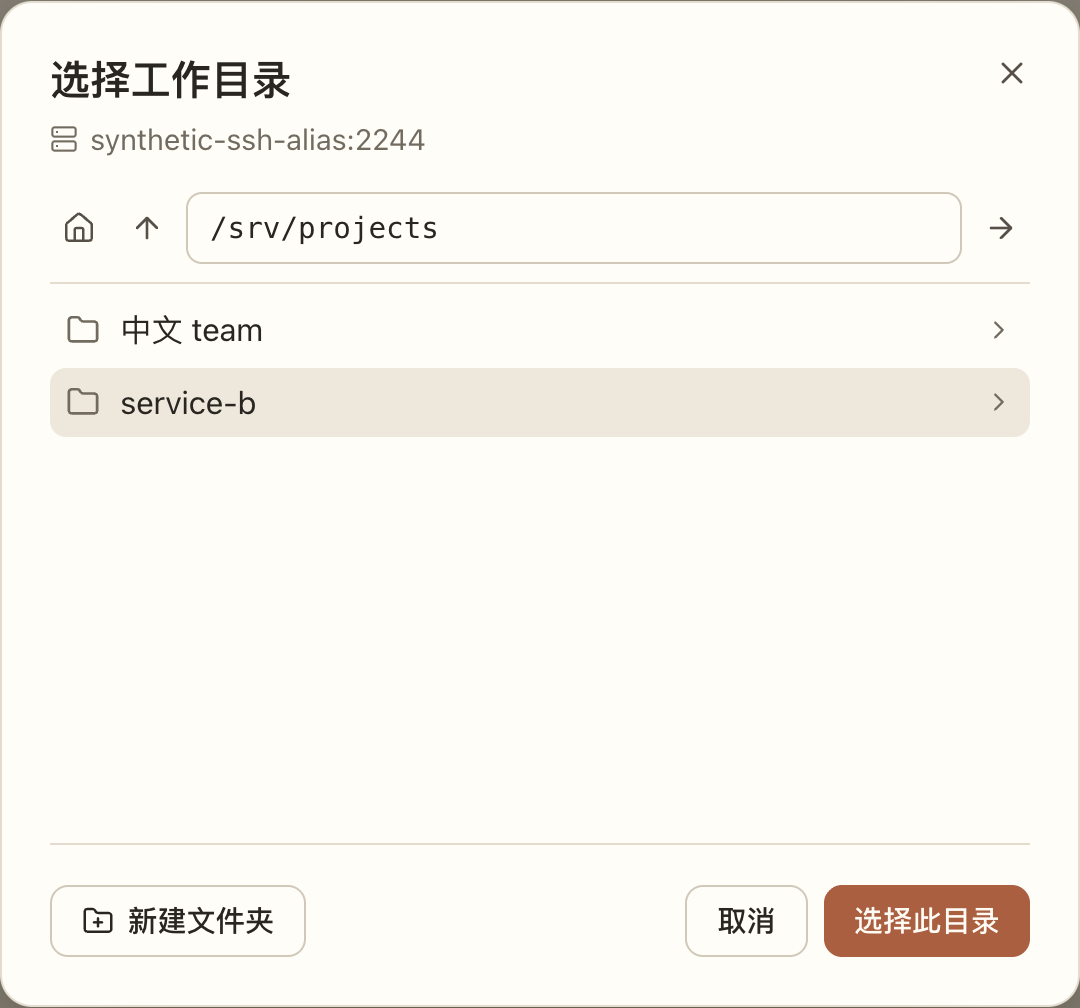 选择工作目录
synthetic-ssh-alias:2244
/srv/projects
中文 team
service-b
新建文件夹
取消
选择此目录